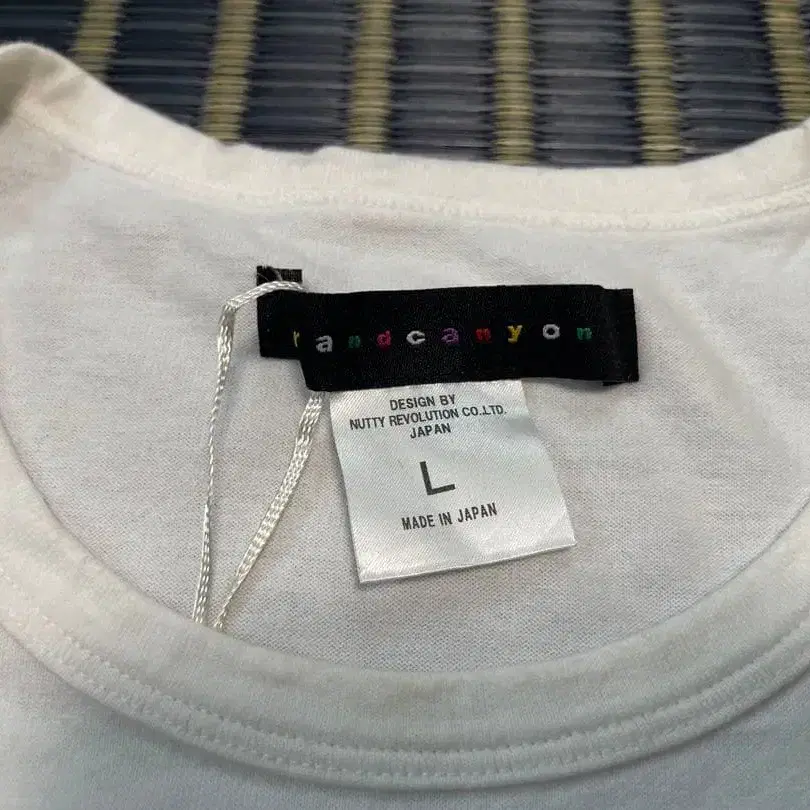 randcanyon
DESIGN BY
NUTTY REVOLUTION CO.,LTD.
JAPAN
L
MADE IN JAPAN